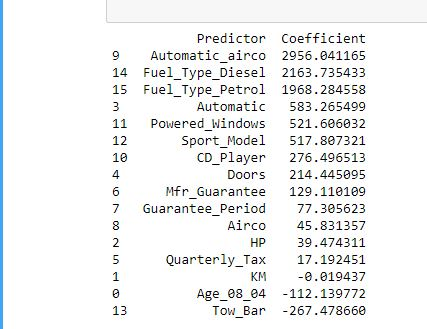 Predictor Coefficient
9 Automatic_airco 2956.041165
14 Fuel_Type_Diesel 2163.735433
15 Fuel_Type_Petrol 1968.284558
3 Automatic 583.265499
11 Powered_Windows 521.606032
12 Sport_Model 517.807321
10 CD_Player 276.496513
4 Doors 214.445095
6 Mfr_Guarantee 129.110109
7 Guarantee_Period 77.305623
8 Airco 45.831357
2 HP 39.474311
5 Quarterly_Tax 17.192451
1 KM -0.019437
0 Age_08_04 -112.139772
13 Tow_Bar -267.478660